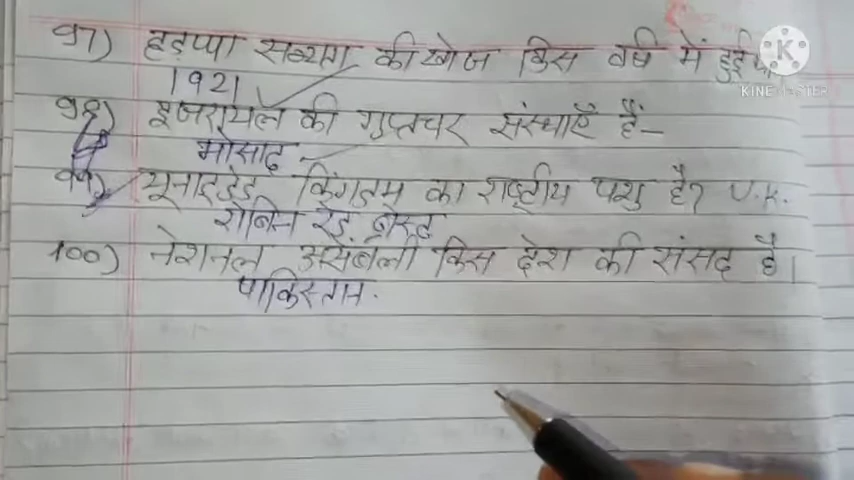 97) हड़प्पा सभ्यता की खोज किस वर्ष में हुई
1921
98) इजरायल की गुप्तचर संस्थाएँ हैं-
मोसाद
99) यूनाइटेड किंगडम का राष्ट्रीय पशु है? U.K.
रोबिन रेड ब्रेस्ट
100) नेशनल असेंबली किस देश की संसद है।
पाकिस्तान.
KINEMASTER